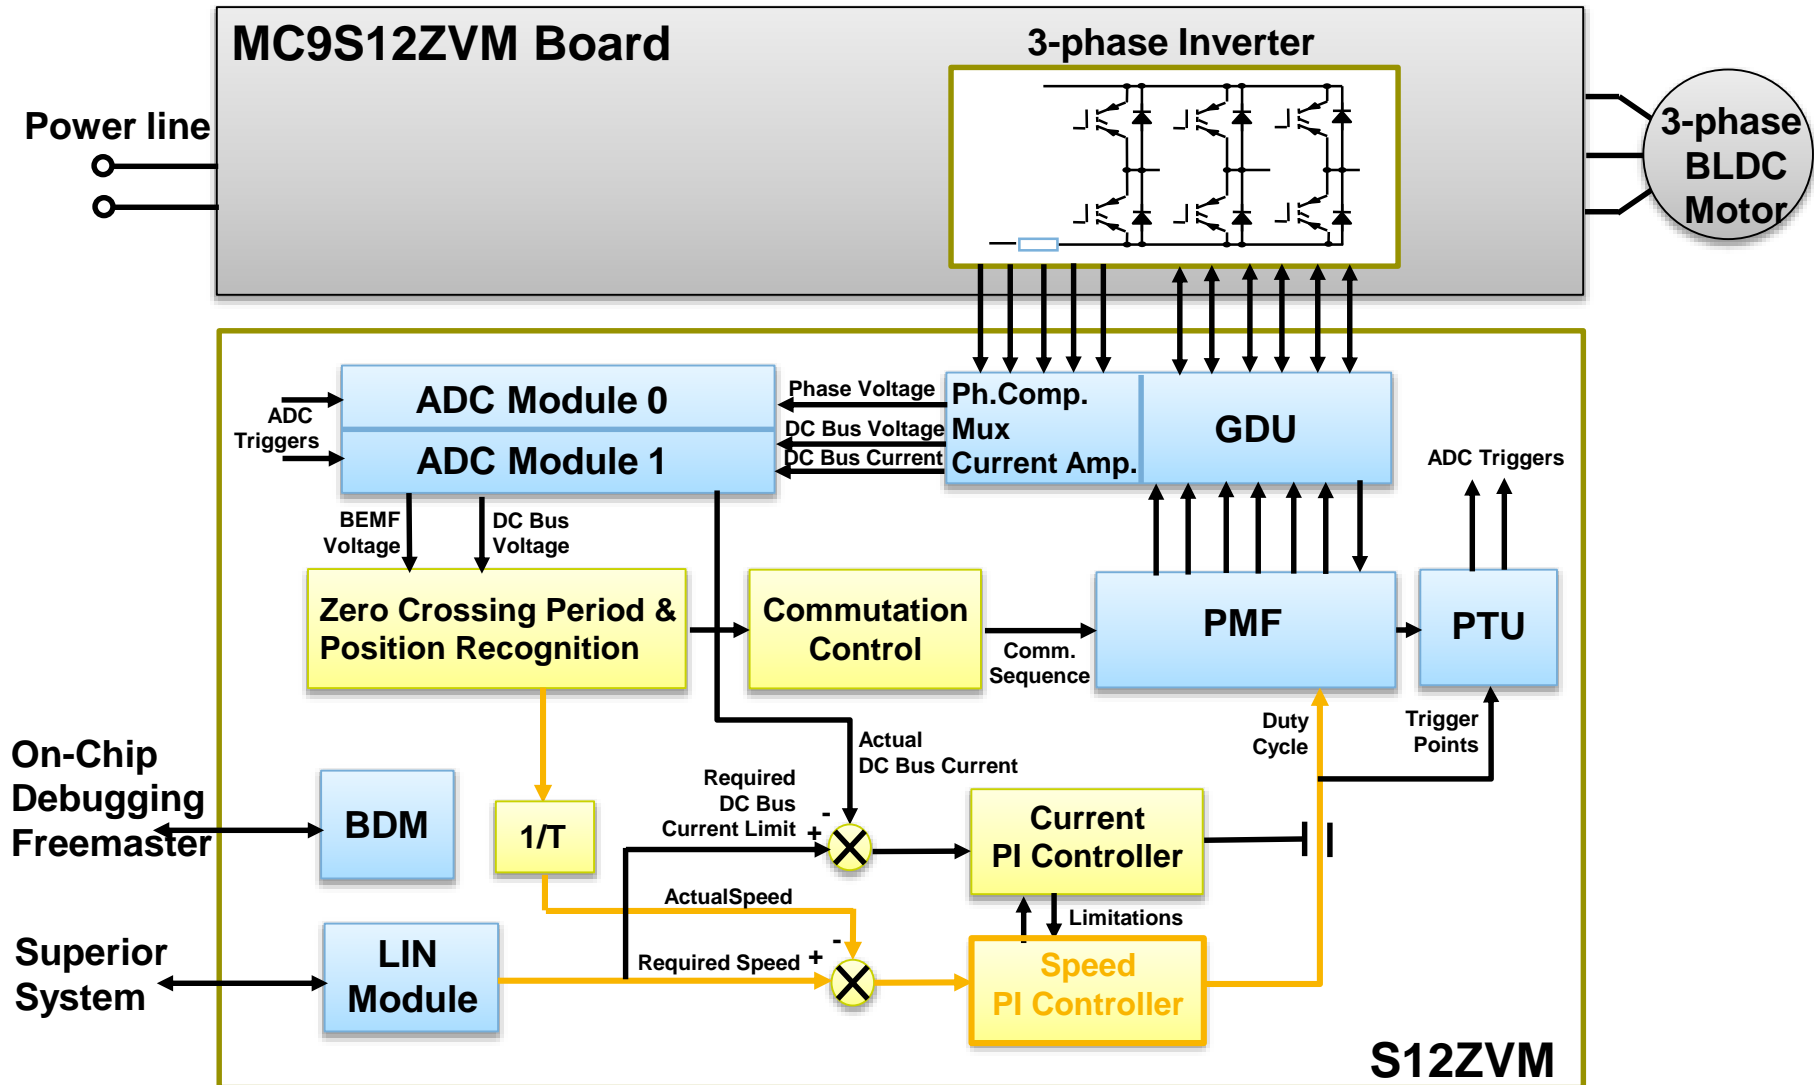 MC9S12ZVM Board
3-phase Inverter
Power line
3-phase
BLDC
Motor
ADC Module 0
ADC Module 1
ADC
Triggers
Phase Voltage
DC Bus Voltage
DC Bus Current
Ph.Comp.
Mux
Current Amp.
GDU
ADC Triggers
BEMF
Voltage
DC Bus
Voltage
Zero Crossing Period &
Position Recognition
Commutation
Control
Comm.
Sequence
PMF
PTU
Duty
Cycle
Trigger
Points
Actual
DC Bus Current
On-Chip
Debugging
Freemaster
BDM
1/T
Required
DC Bus
Current Limit
-
+
Current
PI Controller
ActualSpeed
Limitations
Superior
System
LIN
Module
Required Speed
-
+
Speed
PI Controller
S12ZVM